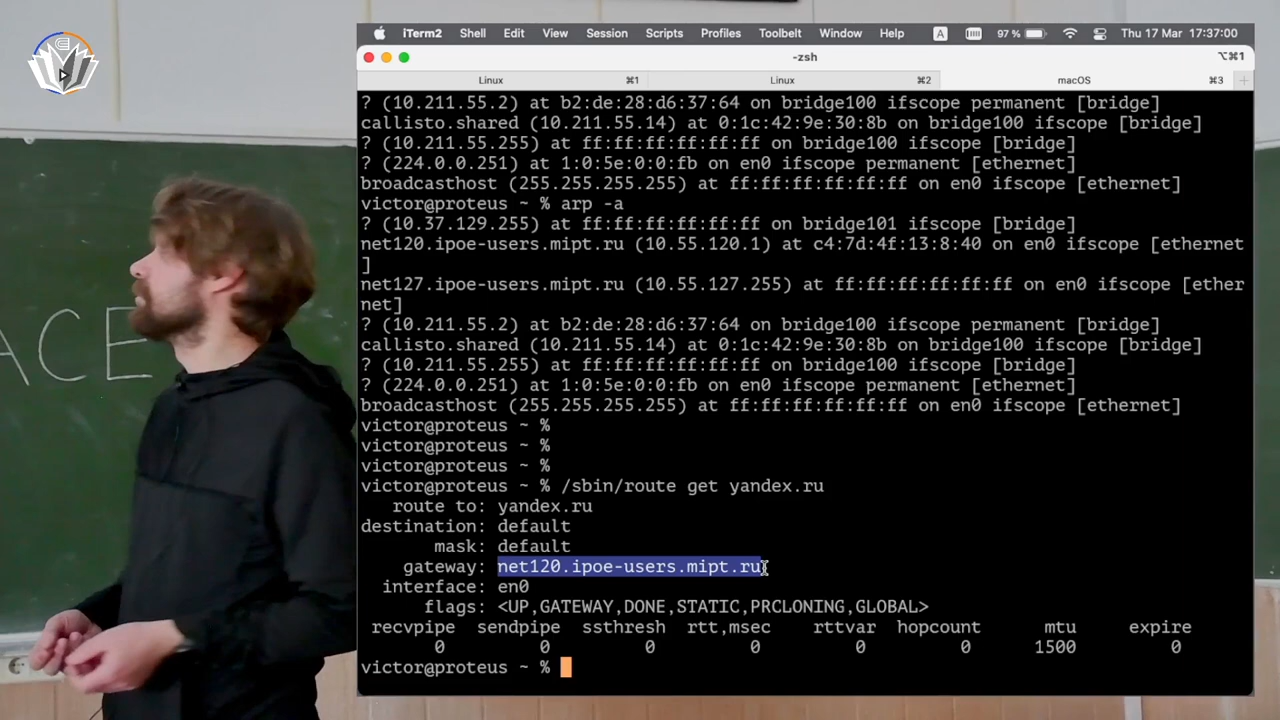 iTerm2 Shell Edit View Session Scripts Profiles Toolbelt Window Help A 97 % Thu 17 Mar 17:37:00
-zsh ⌥⌘1
Linux ⌘1 Linux ⌘2 macOS ⌘3 +
? (10.211.55.2) at b2:de:28:d6:37:64 on bridge100 ifscope permanent [bridge]
callisto.shared (10.211.55.14) at 0:1c:42:9e:30:8b on bridge100 ifscope [bridge]
? (10.211.55.255) at ff:ff:ff:ff:ff:ff on bridge100 ifscope [bridge]
? (224.0.0.251) at 1:0:5e:0:0:fb on en0 ifscope permanent [ethernet]
broadcasthost (255.255.255.255) at ff:ff:ff:ff:ff:ff on en0 ifscope [ethernet]
victor@proteus ~ % arp -a
? (10.37.129.255) at ff:ff:ff:ff:ff:ff on bridge101 ifscope [bridge]
net120.ipoe-users.mipt.ru (10.55.120.1) at c4:7d:4f:13:8:40 on en0 ifscope [ethernet
]
net127.ipoe-users.mipt.ru (10.55.127.255) at ff:ff:ff:ff:ff:ff on en0 ifscope [ether
net]
? (10.211.55.2) at b2:de:28:d6:37:64 on bridge100 ifscope permanent [bridge]
callisto.shared (10.211.55.14) at 0:1c:42:9e:30:8b on bridge100 ifscope [bridge]
? (10.211.55.255) at ff:ff:ff:ff:ff:ff on bridge100 ifscope [bridge]
? (224.0.0.251) at 1:0:5e:0:0:fb on en0 ifscope permanent [ethernet]
broadcasthost (255.255.255.255) at ff:ff:ff:ff:ff:ff on en0 ifscope [ethernet]
victor@proteus ~ %
victor@proteus ~ %
victor@proteus ~ %
victor@proteus ~ % /sbin/route get yandex.ru
route to: yandex.ru
destination: default
mask: default
gateway: net120.ipoe-users.mipt.ru
interface: en0
flags: <UP,GATEWAY,DONE,STATIC,PRCLONING,GLOBAL>
recvpipe sendpipe ssthresh rtt,msec rttvar hopcount mtu expire
0 0 0 0 0 0 1500 0
victor@proteus ~ %
ACE